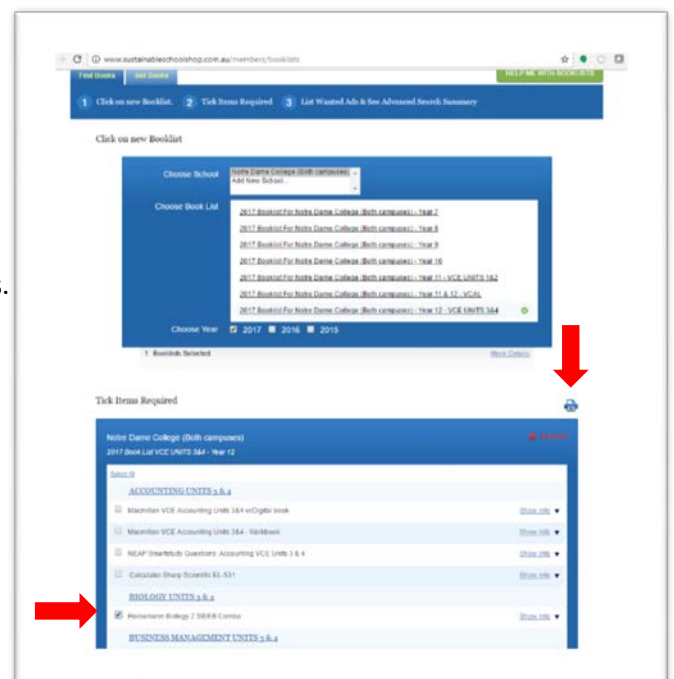 www.sustainableschoolshop.com.au/members/booklists
Find Books Sell Books HELP ME WITH BOOKLISTS
1 Click on new Booklist. 2 Tick Items Required 3 List Wanted Ads & See Advanced Search Summary
Click on new Booklist
Choose School Notre Dame College (Both campuses)
Add New School...
Choose Book List
2017 Booklist For Notre Dame College (Both campuses) - Year 7
2017 Booklist For Notre Dame College (Both campuses) - Year 8
2017 Booklist For Notre Dame College (Both campuses) - Year 9
2017 Booklist For Notre Dame College (Both campuses) - Year 10
s.
2017 Booklist For Notre Dame College (Both campuses) - Year 11 - VCE UNITS 1&2
2017 Booklist For Notre Dame College (Both campuses) - Year 11 & 12 - VCAL
2017 Booklist For Notre Dame College (Both campuses) - Year 12 - VCE UNITS 3&4
Choose Year 2017 2016 2015
1 Booklists Selected More Details
Tick Items Required
Notre Dame College (Both campuses)
2017 Book List VCE UNITS 3&4 - Year 12
Select All
ACCOUNTING UNITS 3 & 4
Macmillan VCE Accounting Units 3&4 w/Digital book Show Info
Macmillan VCE Accounting Units 3&4 - Workbook Show Info
NEAP Smartstudy Questions: Accounting VCE Units 3 & 4 Show Info
Calculator Sharp Scientific EL-531 Show Info
BIOLOGY UNITS 3 & 4
Heinemann Biology 2 SB/EB Combo Show Info
BUSINESS MANAGEMENT UNITS 3 & 4